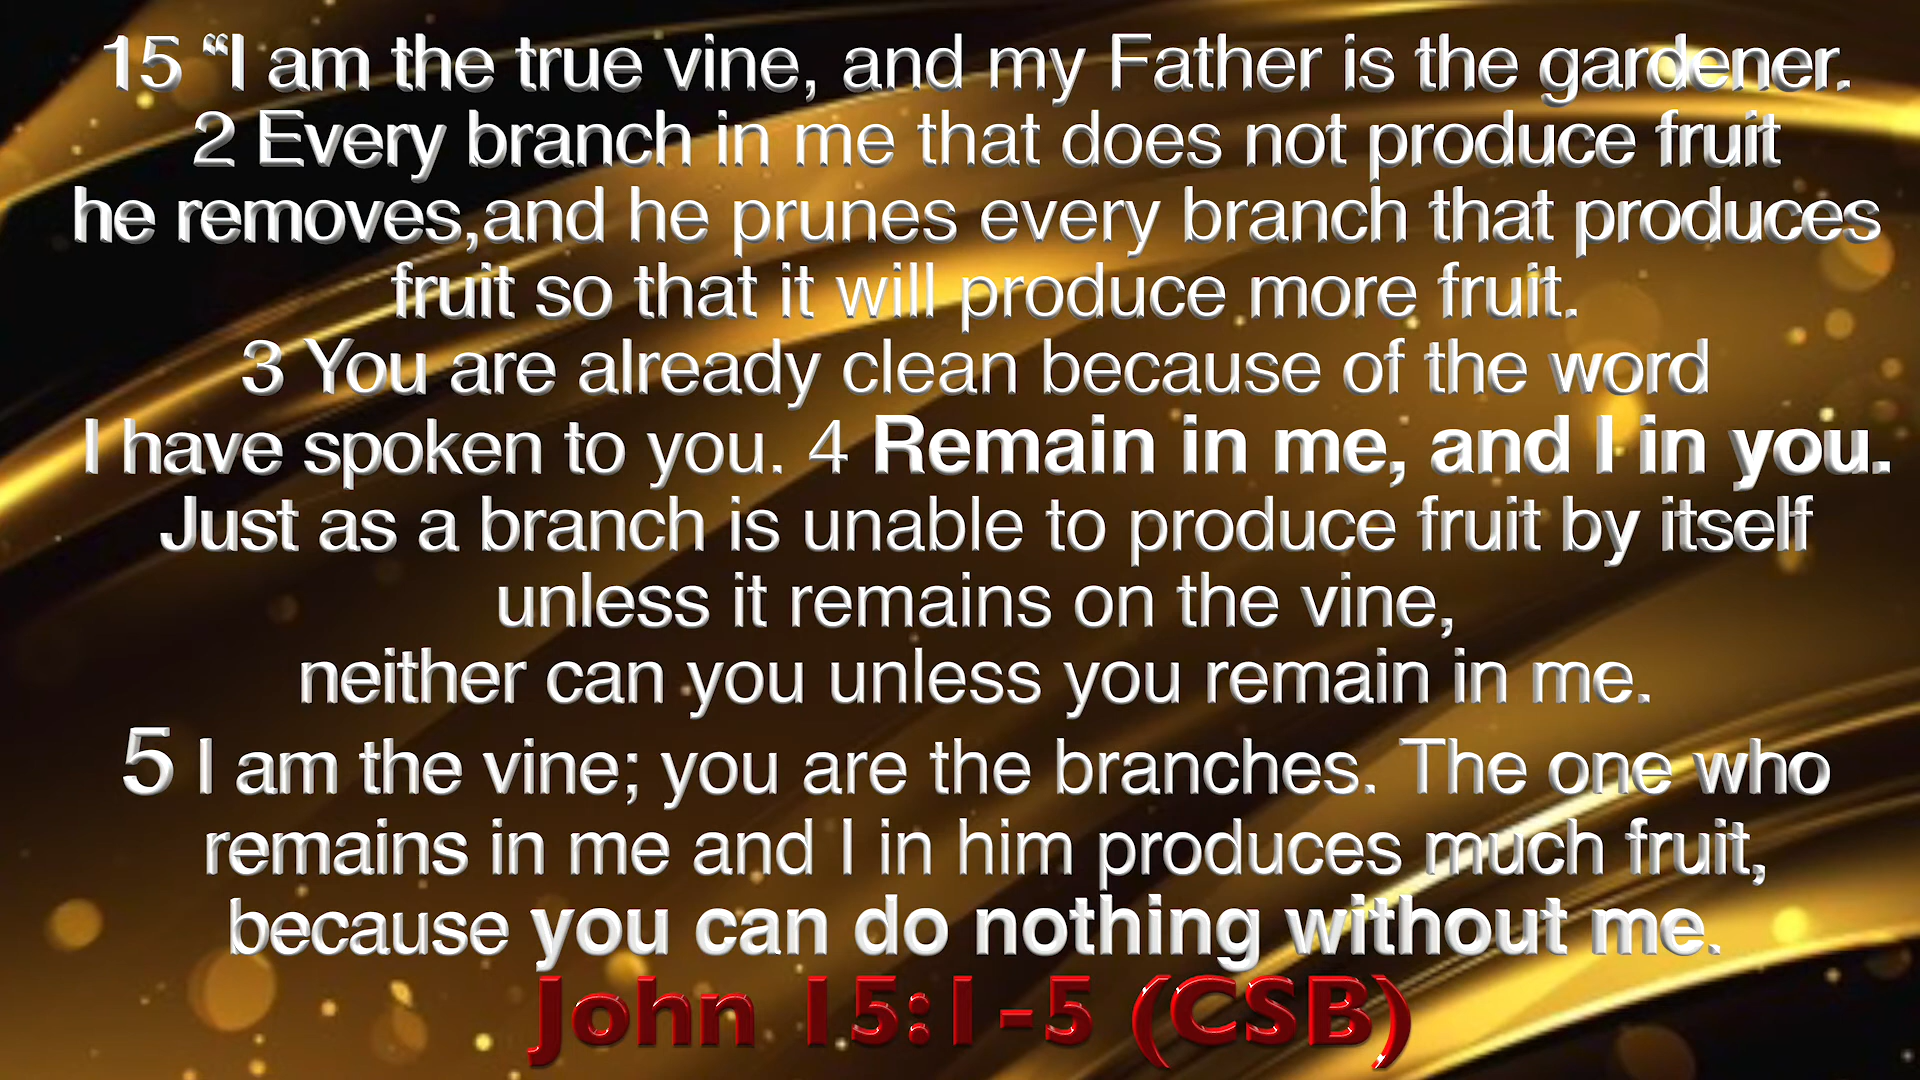 15 “I am the true vine, and my Father is the gardener.
2 Every branch in me that does not produce fruit
he removes,and he prunes every branch that produces
fruit so that it will produce more fruit.
3 You are already clean because of the word
I have spoken to you. 4 Remain in me, and I in you.
Just as a branch is unable to produce fruit by itself
unless it remains on the vine,
neither can you unless you remain in me.
5 I am the vine; you are the branches. The one who
remains in me and I in him produces much fruit,
because you can do nothing without me.
John 15:1-5 (CSB)